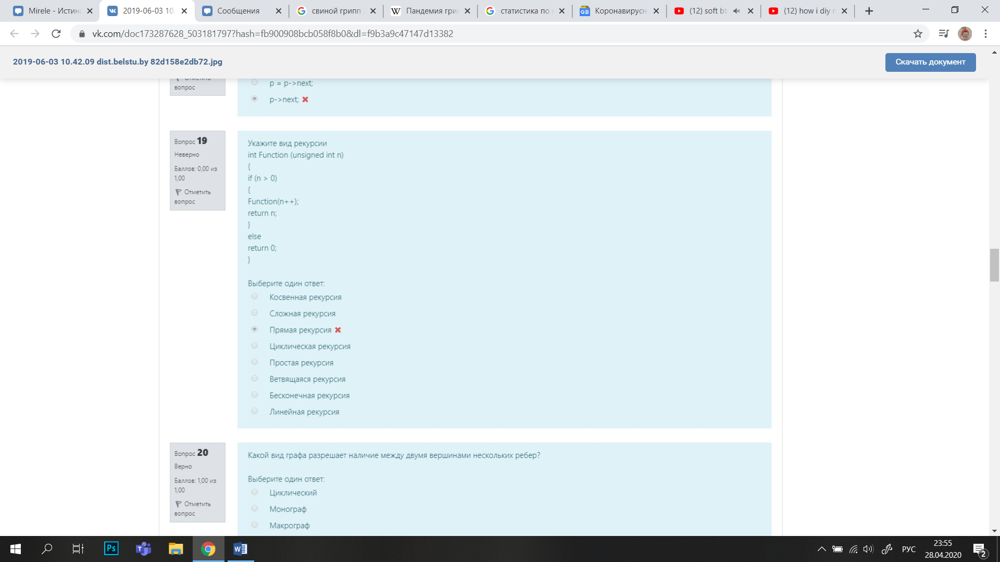 Mirele - Истин
2019-06-03 10.
Сообщения
свиной грипп
W Пандемия гри
статистика по
GE Коронавирусн
(12) soft bt
(12) how i diy
vk.com/doc173287628_503181797?hash=fb900908bcb058f8b0&dl=f9b3a9c47147d13382
2019-06-03 10.42.09 dist.belstu.by 82d158e2db72.jpg
Скачать документ
Отметить
вопрос
p = p->next;
p->next;
Вопрос 19
Неверно
Баллов: 0,00 из
1,00
Отметить
вопрос
Укажите вид рекурсии
int Function (unsigned int n)
{
if (n > 0)
{
Function(n++);
return n;
}
else
return 0;
}
Выберите один ответ:
Косвенная рекурсия
Сложная рекурсия
Прямая рекурсия
Циклическая рекурсия
Простая рекурсия
Ветвящаяся рекурсия
Бесконечная рекурсия
Линейная рекурсия
Вопрос 20
Верно
Баллов: 1,00 из
1,00
Отметить
вопрос
Какой вид графа разрешает наличие между двумя вершинами нескольких ребер?
Выберите один ответ:
Циклический
Монограф
Макрограф
Ps
T
W
РУС
23:55
28.04.2020
2